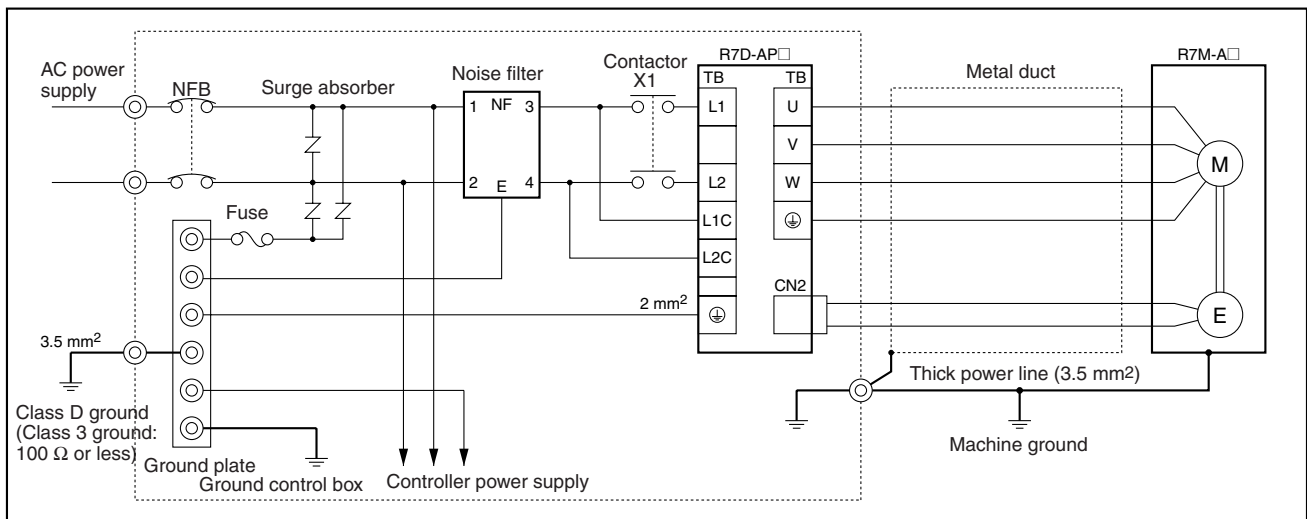 R7D-AP□
R7M-A□
AC power
supply
NFB
Surge absorber
Noise filter
Contactor
X1
TB
TB
Metal duct
1 NF 3
L1
U
V
M
2 E 4
L2
W
Fuse
L1C
L2C
CN2
2 mm²
E
3.5 mm²
Thick power line (3.5 mm²)
Class D ground
(Class 3 ground:
100 Ω or less)
Ground plate
Ground control box
Controller power supply
Machine ground